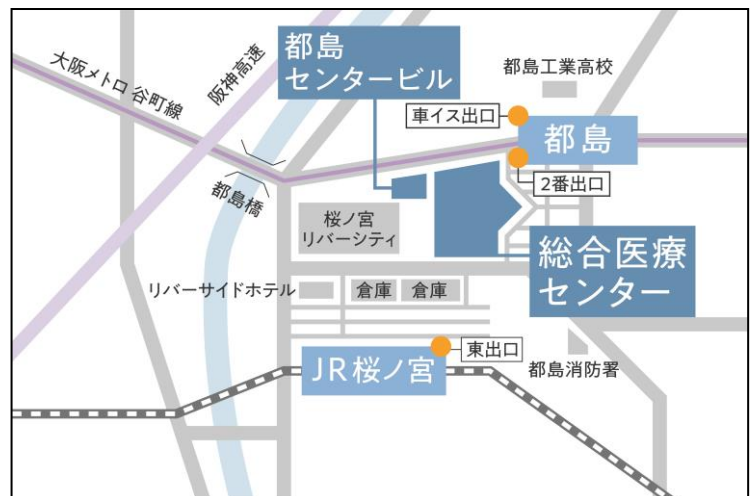 大阪メトロ 谷町線
阪神高速
都島
センタービル
都島工業高校
車イス出口
都島
2番出口
都島橋
桜ノ宮
リバーシティ
総合医療
センター
リバーサイドホテル
倉庫
倉庫
東出口
JR桜ノ宮
都島消防署